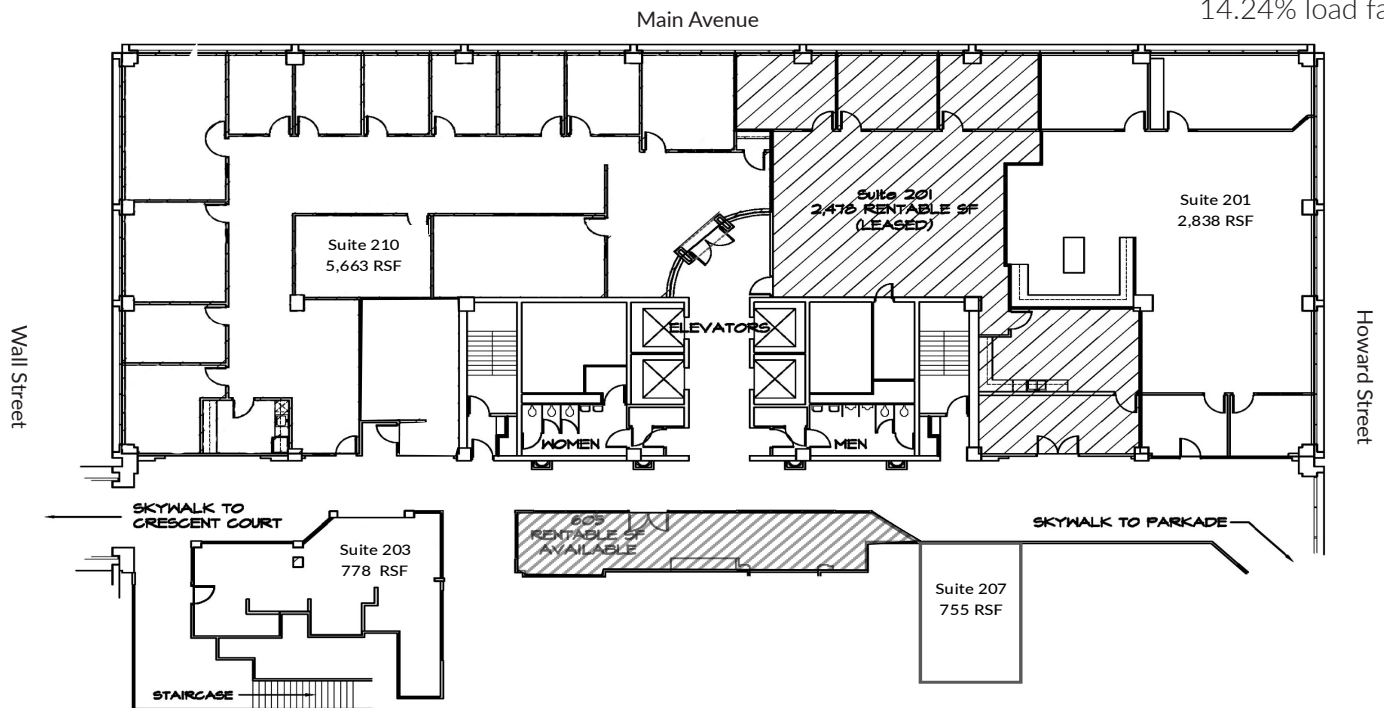 14.24% load fa
Main Avenue
Suite 201
2,478 RENTABLE SF
(LEASED)
Suite 201
2,838 RSF
Suite 210
5,663 RSF
ELEVATORS
Wall Street
Howard Street
WOMEN
MEN
SKYWALK TO
CRESCENT COURT
605
RENTABLE SF
AVAILABLE
SKYWALK TO PARKADE
Suite 203
778 RSF
Suite 207
755 RSF
STAIRCASE